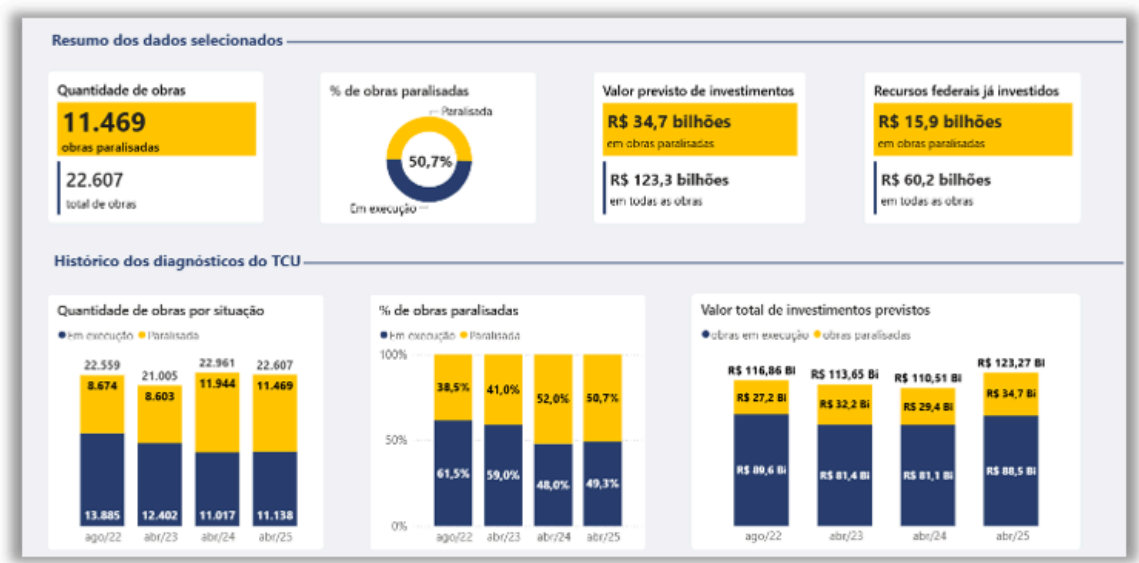 Resumo dos dados selecionados
Quantidade de obras
11.469
obras paralisadas
22.607
total de obras
% de obras paralisadas
Paralisada
50,7%
Em execução
Valor previsto de investimentos
R$ 34,7 bilhões
em obras paralisadas
R$ 123,3 bilhões
em todas as obras
Recursos federais já investidos
R$ 15,9 bilhões
em obras paralisadas
R$ 60,2 bilhões
em todas as obras
Histórico dos diagnósticos do TCU
Quantidade de obras por situação
Em execução Paralisada
22.559 21.005 22.961 22.607
8.674 8.603 11.944 11.469
13.885 12.402 11.017 11.138
ago/22 abr/23 abr/24 abr/25
% de obras paralisadas
Em execução Paralisada
100%
38,5% 41,0% 52,0% 50,7%
50%
61,5% 59,0% 48,0% 49,3%
0%
ago/22 abr/23 abr/24 abr/25
Valor total de investimentos previstos
obras em execução obras paralisadas
R$ 116,86 Bi R$ 113,65 Bi R$ 110,51 Bi R$ 123,27 Bi
R$ 27,2 Bi R$ 32,2 Bi R$ 29,4 Bi R$ 34,7 Bi
R$ 89,6 Bi R$ 81,4 Bi R$ 81,1 Bi R$ 88,5 Bi
ago/22 abr/23 abr/24 abr/25